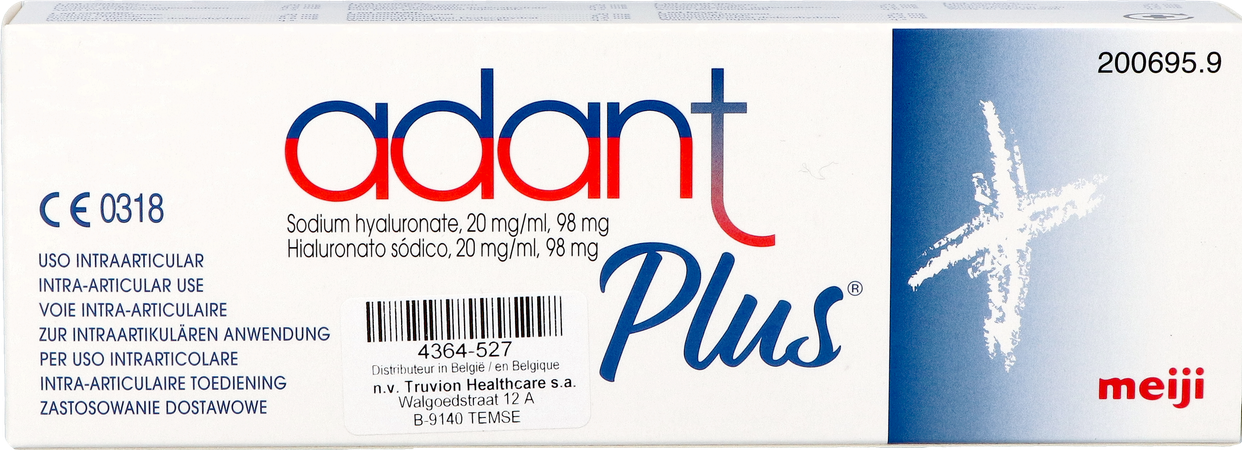 200695.9
adant
Sodium hyaluronate, 20 mg/ml, 98 mg
Hialuronato sódico, 20 mg/ml, 98 mg
Plus®
CE 0318
USO INTRAARTICULAR
INTRA-ARTICULAR USE
VOIE INTRA-ARTICULAIRE
ZUR INTRAARTIKULÄREN ANWENDUNG
PER USO INTRARTICOLARE
INTRA-ARTICULAIRE TOEDIENING
ZASTOSOWANIE DOSTAWOWE
4364-527
Distributeur in België / en Belgique
n.v. Truvion Healthcare s.a.
Walgoedstraat 12 A
B-9140 TEMSE
meiji